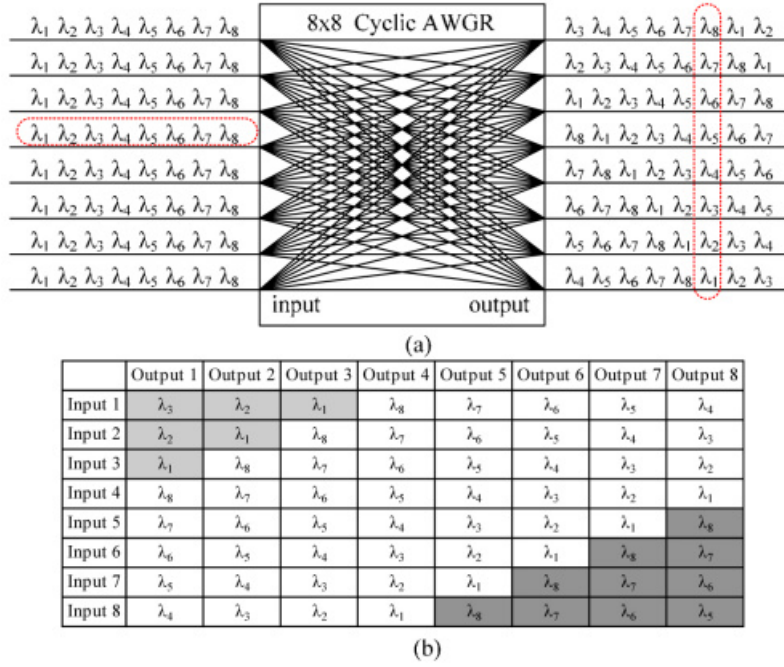 8x8 Cyclic AWGR
λ₁ λ₂ λ₃ λ₄ λ₅ λ₆ λ₇ λ₈ λ₃ λ₄ λ₅ λ₆ λ₇ λ₈ λ₁ λ₂
λ₁ λ₂ λ₃ λ₄ λ₅ λ₆ λ₇ λ₈ λ₂ λ₃ λ₄ λ₅ λ₆ λ₇ λ₈ λ₁
λ₁ λ₂ λ₃ λ₄ λ₅ λ₆ λ₇ λ₈ λ₁ λ₂ λ₃ λ₄ λ₅ λ₆ λ₇ λ₈
λ₁ λ₂ λ₃ λ₄ λ₅ λ₆ λ₇ λ₈ λ₈ λ₁ λ₂ λ₃ λ₄ λ₅ λ₆ λ₇
λ₁ λ₂ λ₃ λ₄ λ₅ λ₆ λ₇ λ₈ λ₇ λ₈ λ₁ λ₂ λ₃ λ₄ λ₅ λ₆
λ₁ λ₂ λ₃ λ₄ λ₅ λ₆ λ₇ λ₈ λ₆ λ₇ λ₈ λ₁ λ₂ λ₃ λ₄ λ₅
λ₁ λ₂ λ₃ λ₄ λ₅ λ₆ λ₇ λ₈ λ₅ λ₆ λ₇ λ₈ λ₁ λ₂ λ₃ λ₄
λ₁ λ₂ λ₃ λ₄ λ₅ λ₆ λ₇ λ₈ λ₄ λ₅ λ₆ λ₇ λ₈ λ₁ λ₂ λ₃
input output
(a)
Output 1 Output 2 Output 3 Output 4 Output 5 Output 6 Output 7 Output 8
Input 1 λ₃ λ₂ λ₁ λ₈ λ₇ λ₆ λ₅ λ₄
Input 2 λ₂ λ₁ λ₈ λ₇ λ₆ λ₅ λ₄ λ₃
Input 3 λ₁ λ₈ λ₇ λ₆ λ₅ λ₄ λ₃ λ₂
Input 4 λ₈ λ₇ λ₆ λ₅ λ₄ λ₃ λ₂ λ₁
Input 5 λ₇ λ₆ λ₅ λ₄ λ₃ λ₂ λ₁ λ₈
Input 6 λ₆ λ₅ λ₄ λ₃ λ₂ λ₁ λ₈ λ₇
Input 7 λ₅ λ₄ λ₃ λ₂ λ₁ λ₈ λ₇ λ₆
Input 8 λ₄ λ₃ λ₂ λ₁ λ₈ λ₇ λ₆ λ₅
(b)